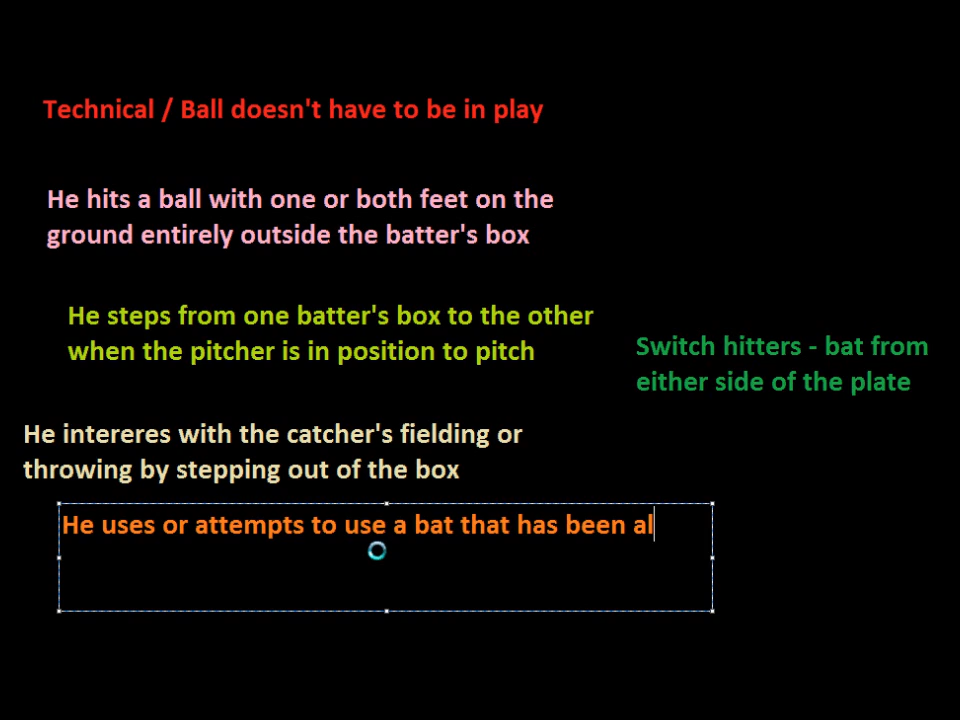 Technical / Ball doesn't have to be in play
He hits a ball with one or both feet on the
ground entirely outside the batter's box
He steps from one batter's box to the other
when the pitcher is in position to pitch
Switch hitters - bat from
either side of the plate
He intereres with the catcher's fielding or
throwing by stepping out of the box
He uses or attempts to use a bat that has been al